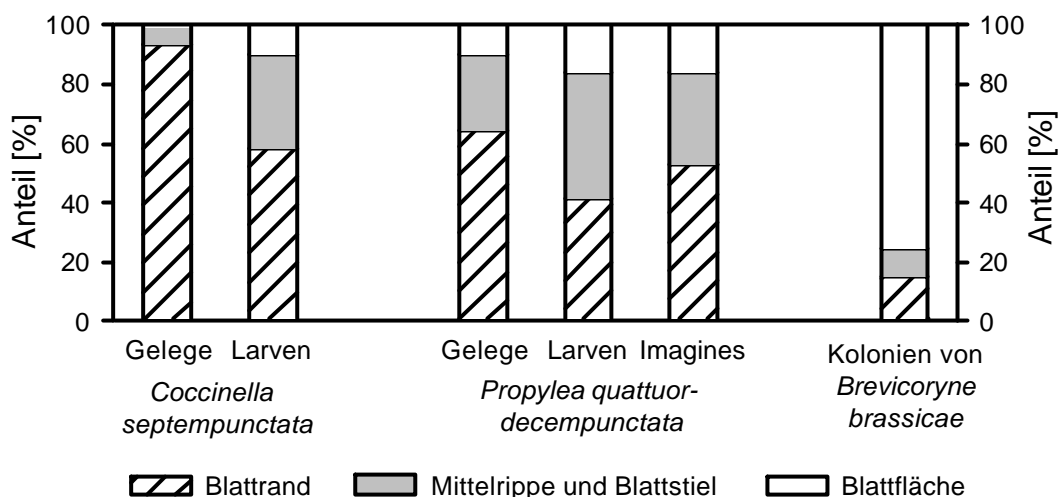 100
80
60
40
20
0
Anteil [%]
100
80
60
40
20
0
Anteil [%]
Gelege Larven Gelege Larven Imagines Kolonien von
Coccinella Propylea quattuor- Brevicoryne
septempunctata decempunctata brassicae
Blattrand Mittelrippe und Blattstiel Blattfläche